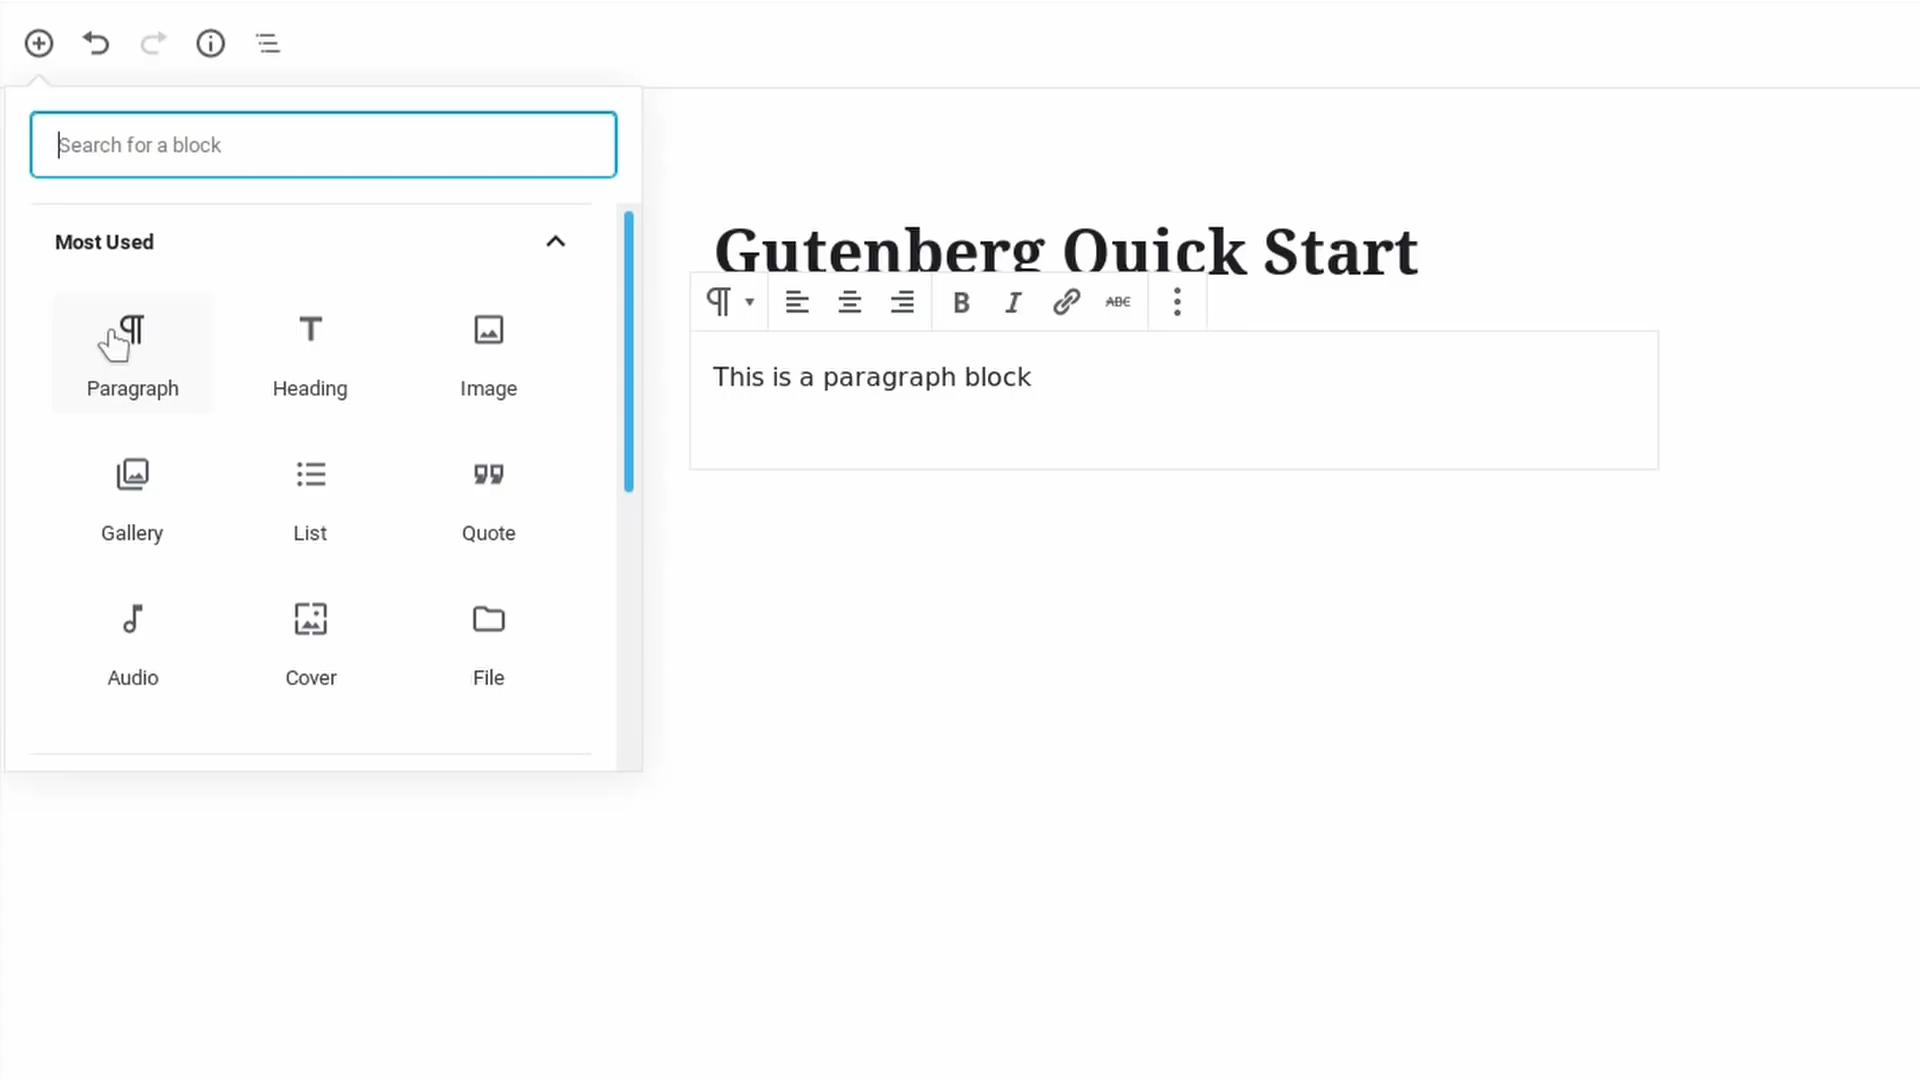 Search for a block
Most Used
Paragraph
Heading
Image
Gallery
List
Quote
Audio
Cover
File
Gutenberg Quick Start
B I ABC
This is a paragraph block